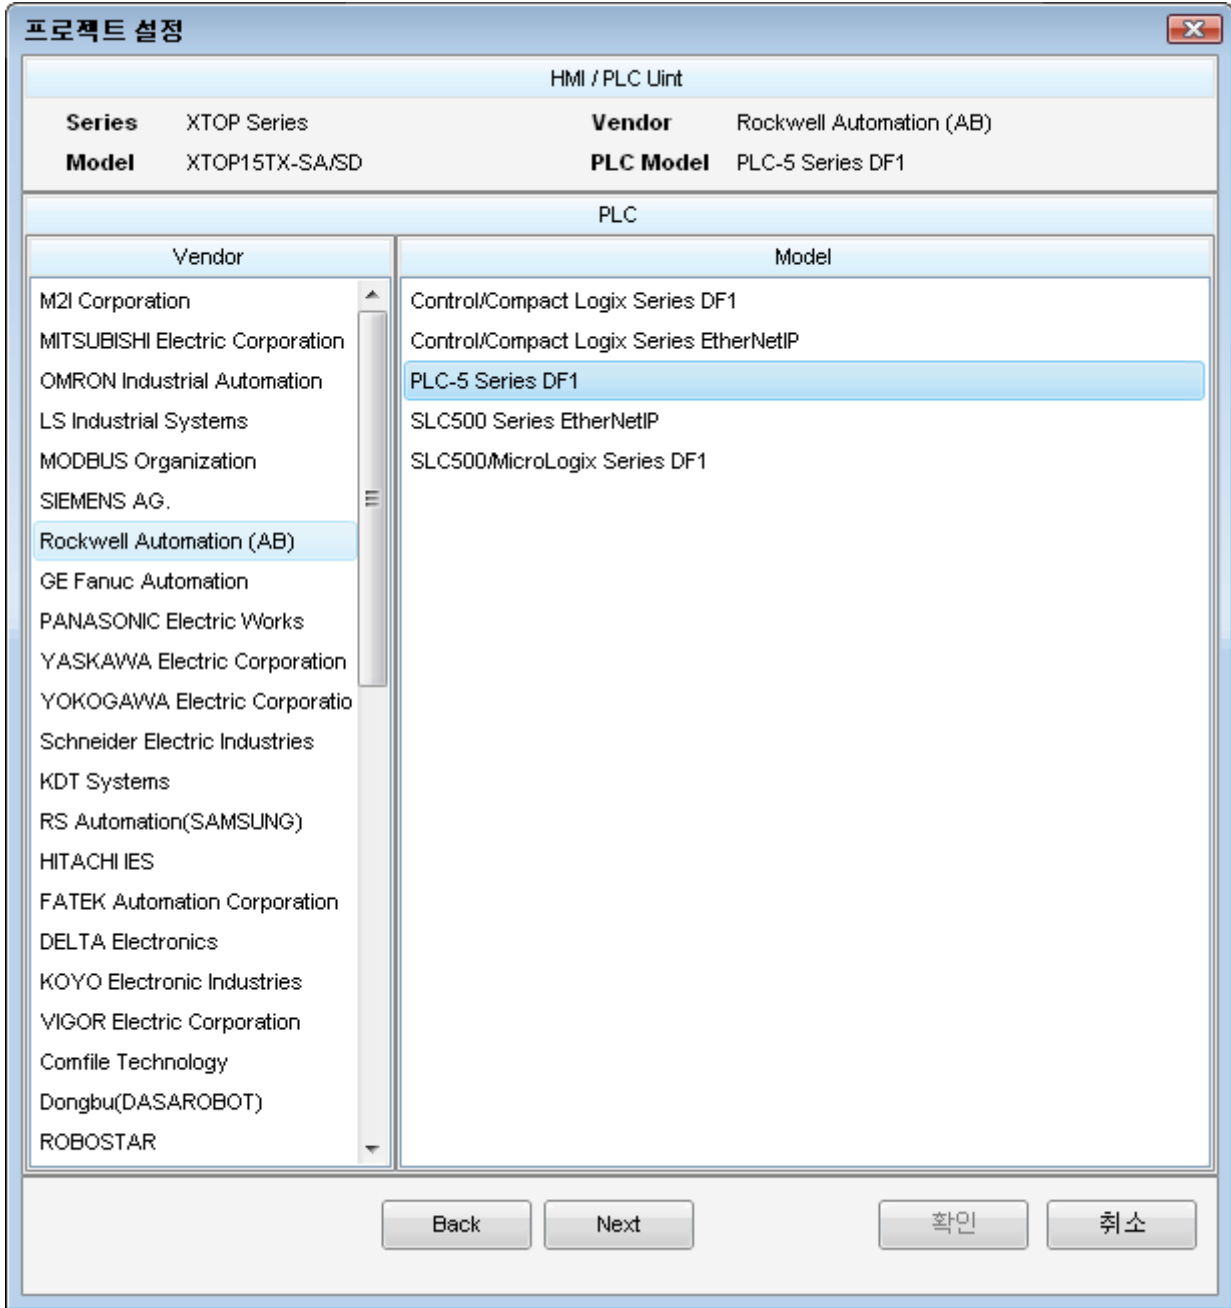 프로젝트 설정
HMI / PLC Uint
Series XTOP Series Vendor Rockwell Automation (AB)
Model XTOP15TX-SA/SD PLC Model PLC-5 Series DF1
PLC
Vendor
M2I Corporation
MITSUBISHI Electric Corporation
OMRON Industrial Automation
LS Industrial Systems
MODBUS Organization
SIEMENS AG.
Rockwell Automation (AB)
GE Fanuc Automation
PANASONIC Electric Works
YASKAWA Electric Corporation
YOKOGAWA Electric Corporatio
Schneider Electric Industries
KDT Systems
RS Automation(SAMSUNG)
HITACHI IES
FATEK Automation Corporation
DELTA Electronics
KOYO Electronic Industries
VIGOR Electric Corporation
Comfile Technology
Dongbu(DASAROBOT)
ROBOSTAR
Model
Control/Compact Logix Series DF1
Control/Compact Logix Series EtherNetIP
PLC-5 Series DF1
SLC500 Series EtherNetIP
SLC500/MicroLogix Series DF1
Back Next 확인 취소